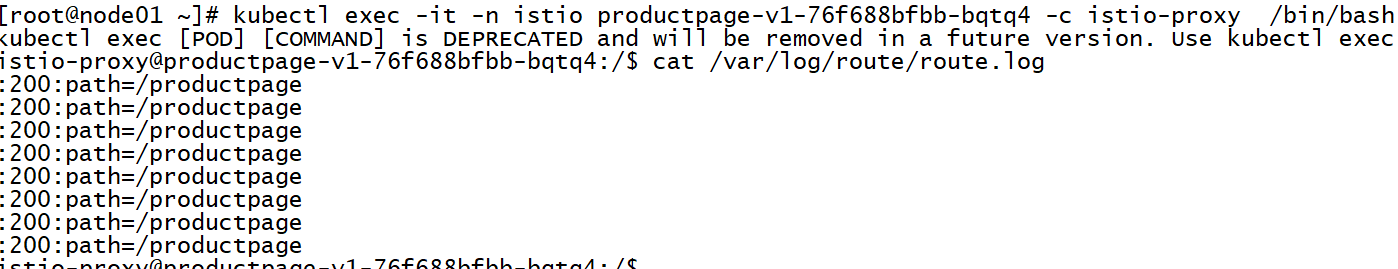 [root@node01 ~]# kubectl exec -it -n istio productpage-v1-76f688bfbb-bqtq4 -c istio-proxy  /bin/bash
kubectl exec [POD] [COMMAND] is DEPRECATED and will be removed in a future version. Use kubectl exec
istio-proxy@productpage-v1-76f688bfbb-bqtq4:/$ cat /var/log/route/route.log
:200:path=/productpage
:200:path=/productpage
:200:path=/productpage
:200:path=/productpage
:200:path=/productpage
:200:path=/productpage
:200:path=/productpage
:200:path=/productpage
istio-proxy@productpage-v1-76f688bfbb-bqtq4:/$